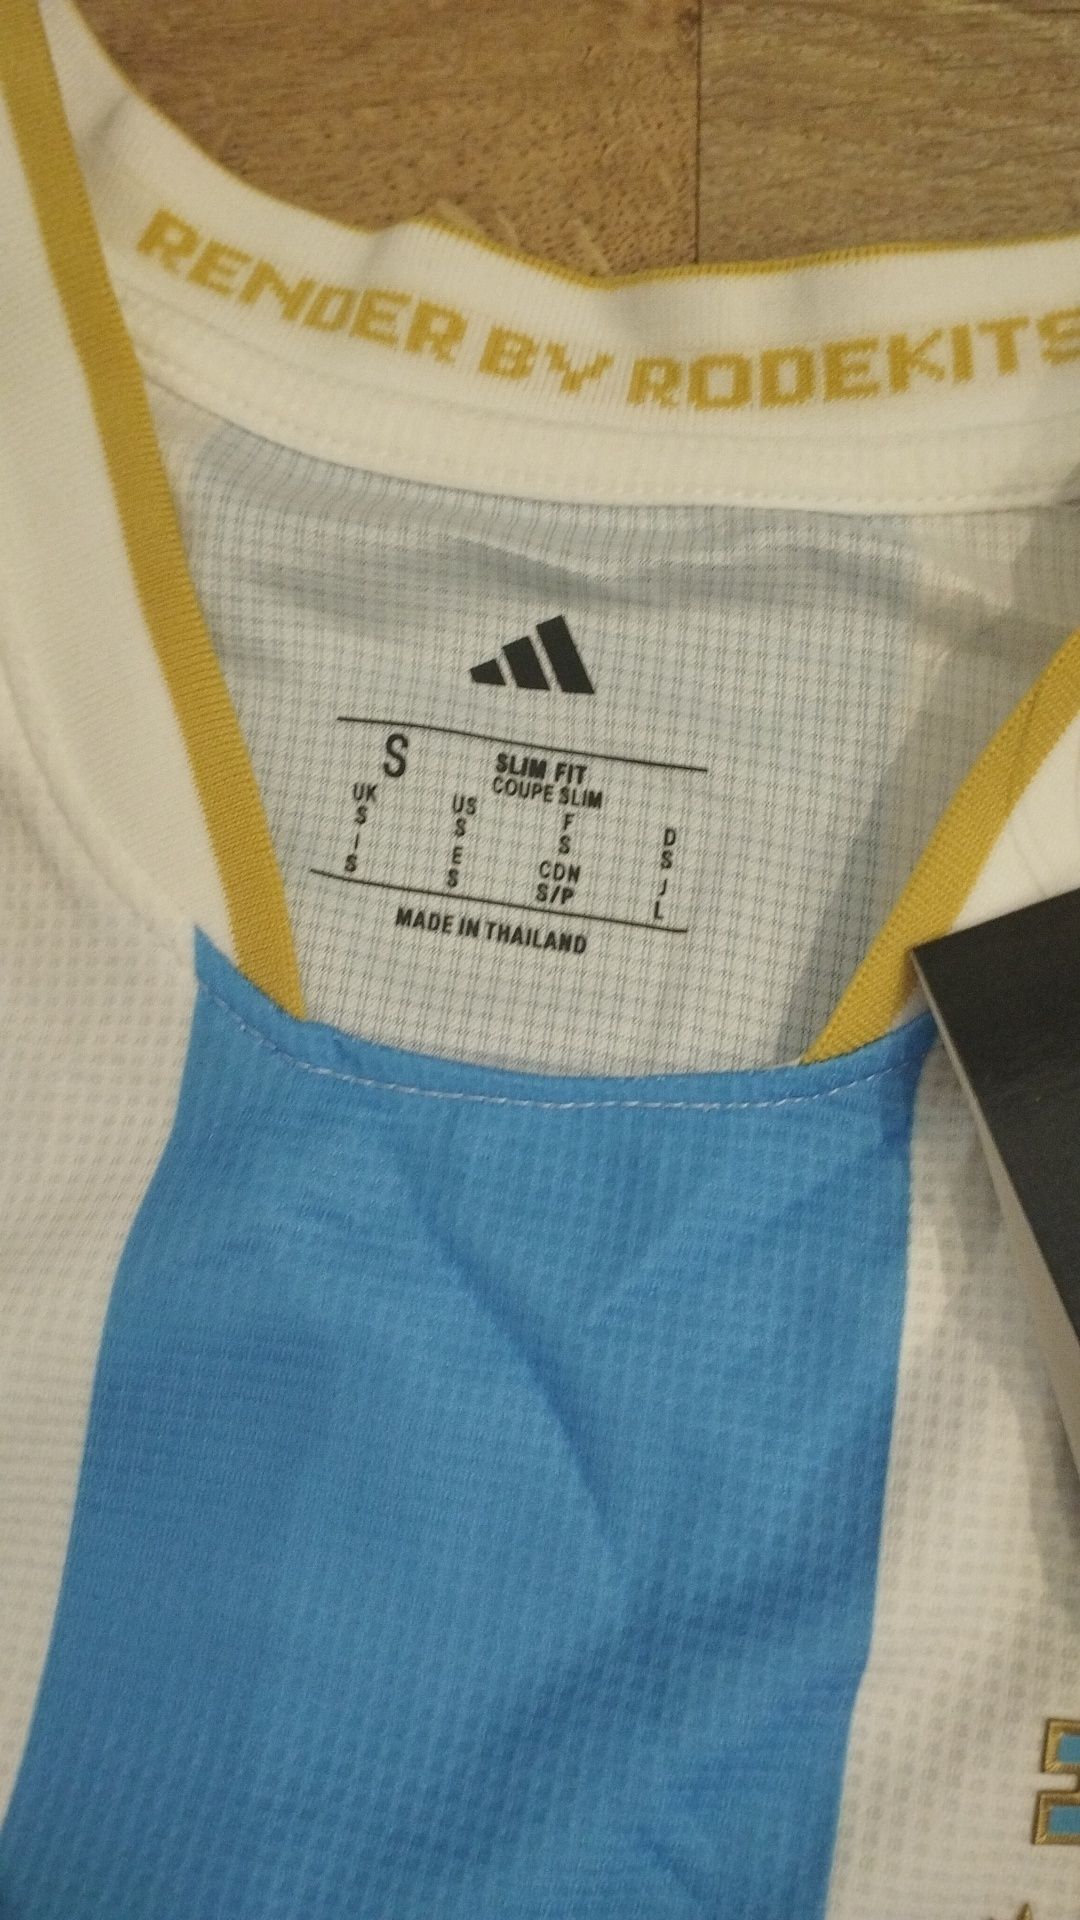 RENDER BY RODEKITS
S SLIM FIT
COUPE SLIM
UK US F D
S S S S
I E CDN J
S S S/P L
MADE IN THAILAND